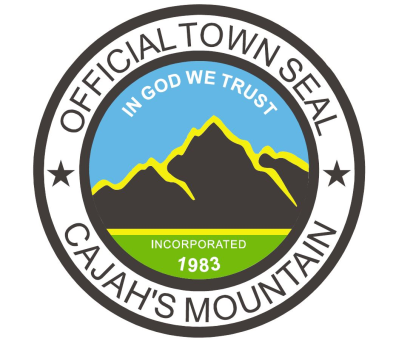 OFFICIAL TOWN SEAL
IN GOD WE TRUST
INCORPORATED
1983
CAJAH'S MOUNTAIN